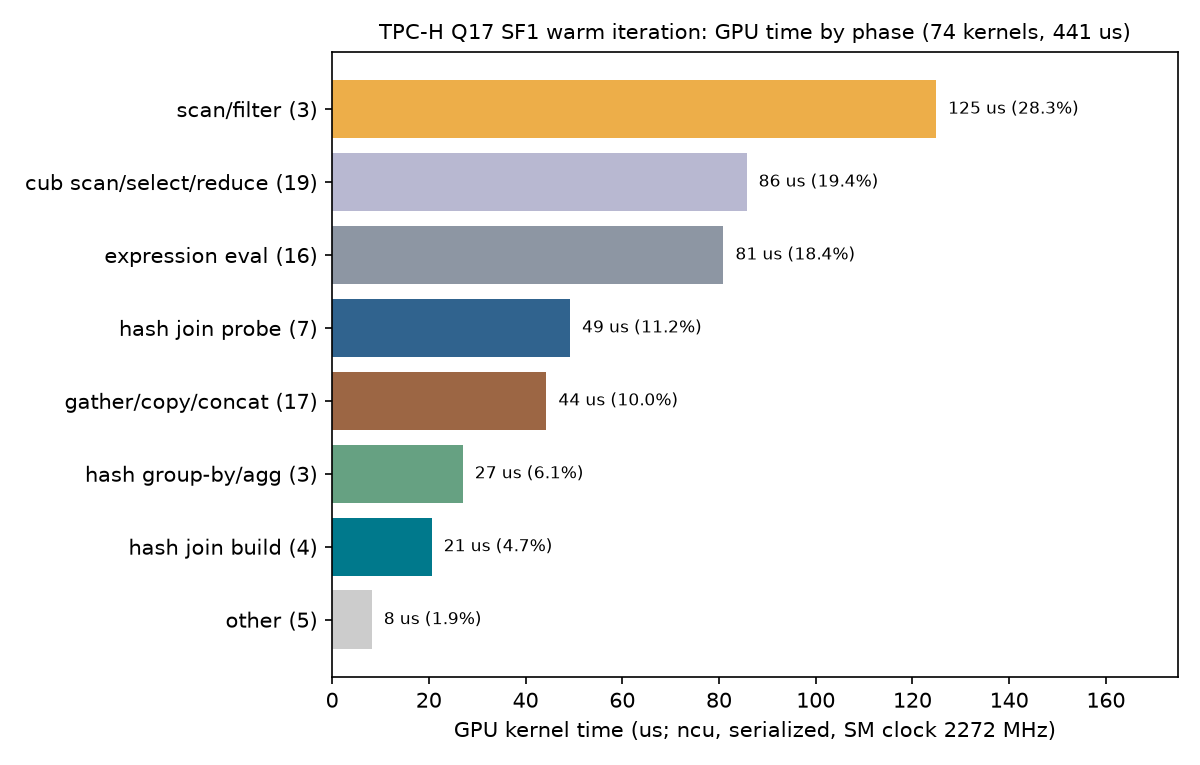 TPC-H Q17 SF1 warm iteration: GPU time by phase (74 kernels, 441 us)
scan/filter (3) 125 us (28.3%)
cub scan/select/reduce (19) 86 us (19.4%)
expression eval (16) 81 us (18.4%)
hash join probe (7) 49 us (11.2%)
gather/copy/concat (17) 44 us (10.0%)
hash group-by/agg (3) 27 us (6.1%)
hash join build (4) 21 us (4.7%)
other (5) 8 us (1.9%)
0 20 40 60 80 100 120 140 160
GPU kernel time (us; ncu, serialized, SM clock 2272 MHz)